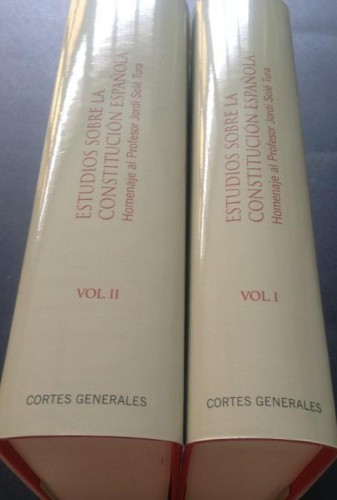 ESTUDIOS SOBRE LA
CONSTITUCIÓN ESPAÑOLA
Homenaje al Profesor Jordi Solé Tura
VOL. II
CORTES GENERALES
ESTUDIOS SOBRE LA
CONSTITUCIÓN ESPAÑOLA
Homenaje al Profesor Jordi Solé Tura
VOL. I
CORTES GENERALES